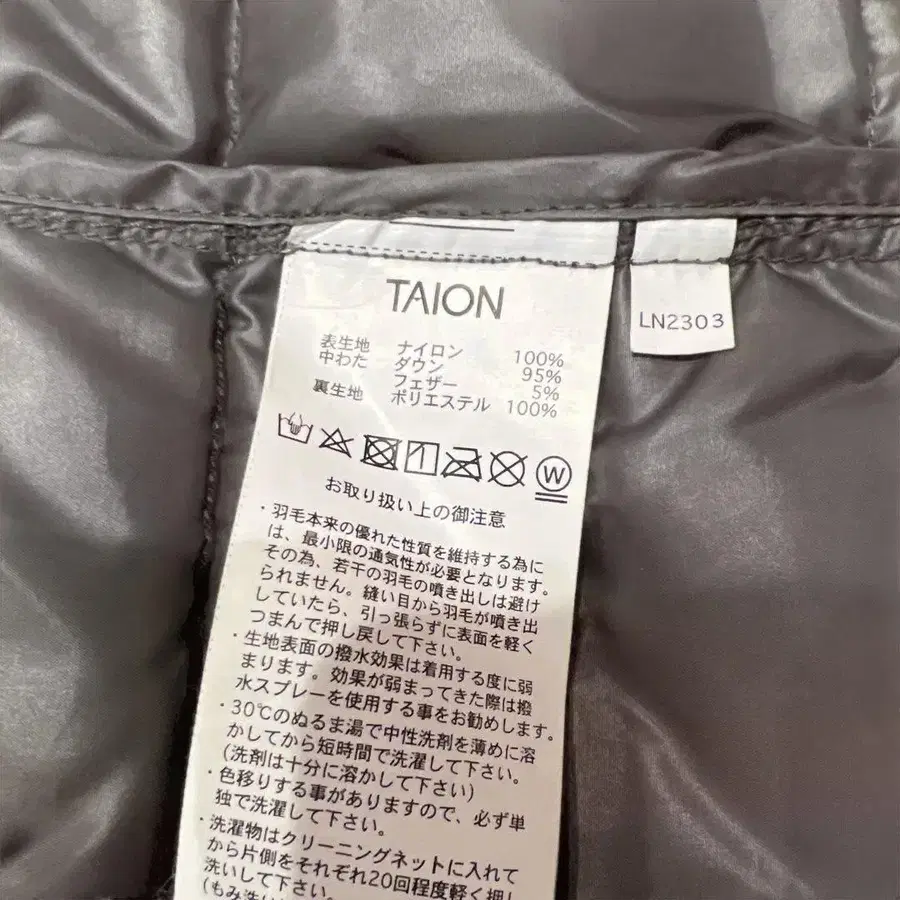 TAION
LN2303
表生地 ナイロン 100%
中わた ダウン 95%
フェザー 5%
裏生地 ポリエステル 100%
W
お取り扱い上の御注意
・羽毛本来の優れた性質を維持する為に
は、最小限の通気性が必要となります。
その為、若干の羽毛の噴き出しは避け
られません。縫い目から羽毛が噴き出
していたら、引っ張らずに表面を軽く
つまんで押し戻して下さい。
・生地表面の撥水効果は着用する度に弱
まります。効果が弱まってきた際は撥
水スプレーを使用する事をお勧めします。
・30℃のぬるま湯で中性洗剤を薄めに溶
かしてから短時間で洗濯して下さい。
(洗剤は十分に溶かして下さい)
・色移りする事がありますので、必ず単
独で洗濯して下さい。
・洗濯物はクリーニングネットに入れて
から片側をそれぞれ20回程度軽く押し
洗いして下さい。
(もみ洗い